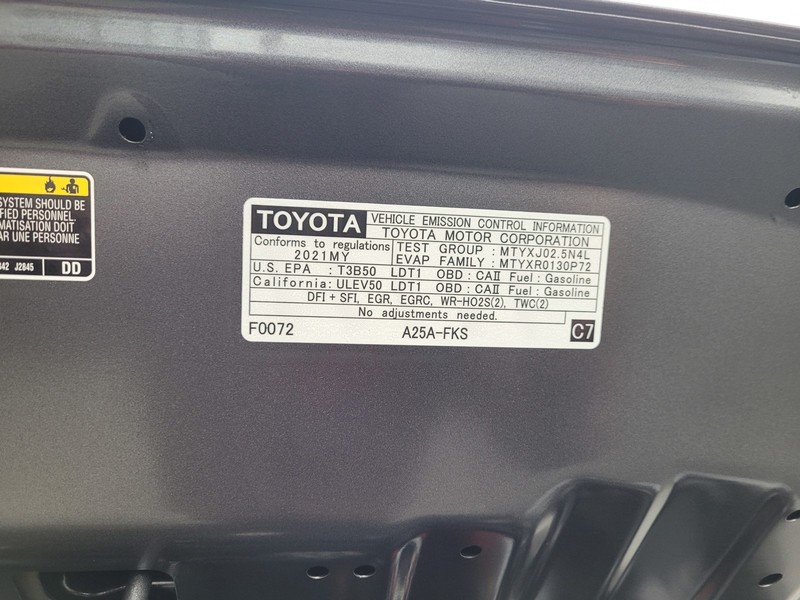 SYSTEM SHOULD BE
FIED PERSONNEL.
MATISATION DOIT
AR UNE PERSONNE
J2845 DD
TOYOTA VEHICLE EMISSION CONTROL INFORMATION
TOYOTA MOTOR CORPORATION
Conforms to regulations
2021MY
TEST GROUP : MTYXJ02.5N4L
EVAP FAMILY : MTYXR0130P72
U.S. EPA : T3B50 LDT1 OBD : CAII Fuel : Gasoline
California: ULEV50 LDT1 OBD : CAII Fuel : Gasoline
DFI + SFI, EGR, EGRC, WR-HO2S(2), TWC(2)
No adjustments needed.
F0072 A25A-FKS C7